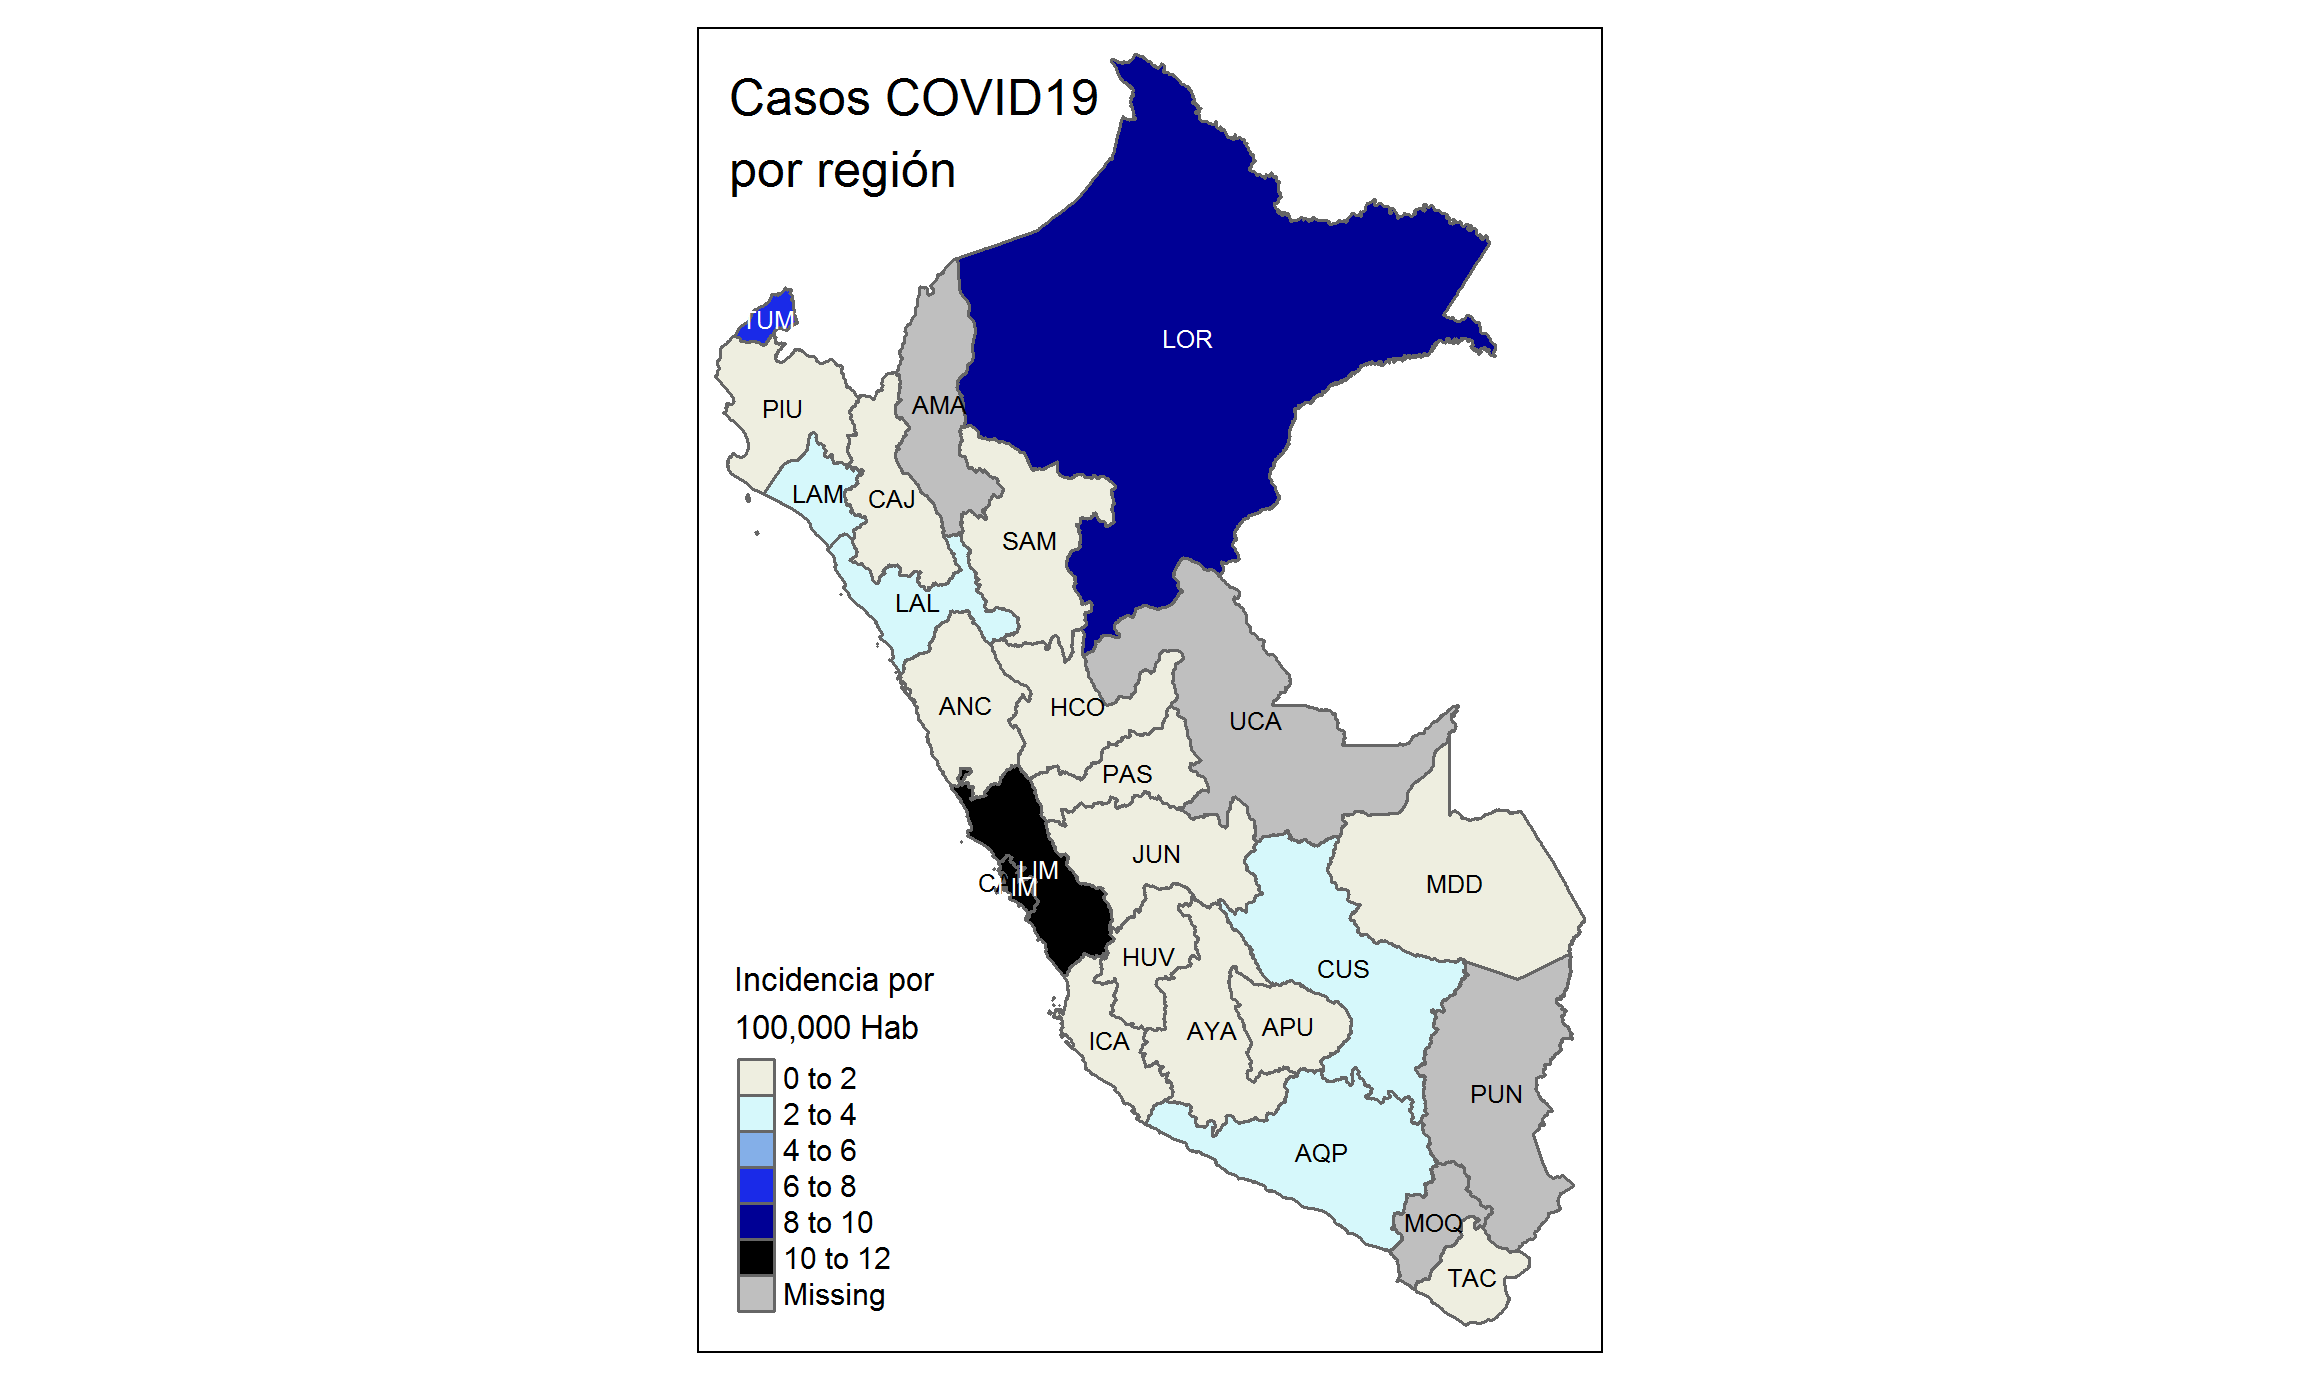 Casos COVID19
por región
LOR
TUM
AMA
PIU
LAM
CAJ
SAM
LAL
ANC
HCO
UCA
PAS
JUN
LIM
MDD
HUV
CUS
ICA
AYA
APU
PUN
AQP
MOQ
TAC
Incidencia por
100,000 Hab
0 to 2
2 to 4
4 to 6
6 to 8
8 to 10
10 to 12
Missing